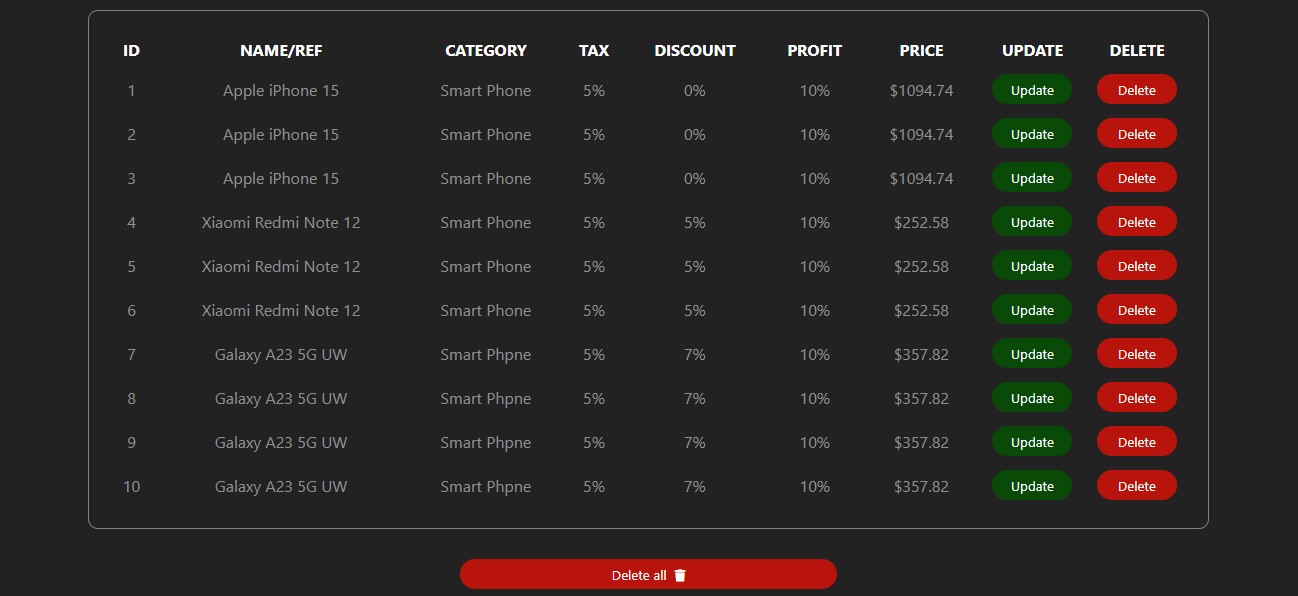 ID NAME/REF CATEGORY TAX DISCOUNT PROFIT PRICE UPDATE DELETE
1 Apple iPhone 15 Smart Phone 5% 0% 10% $1094.74 Update Delete
2 Apple iPhone 15 Smart Phone 5% 0% 10% $1094.74 Update Delete
3 Apple iPhone 15 Smart Phone 5% 0% 10% $1094.74 Update Delete
4 Xiaomi Redmi Note 12 Smart Phone 5% 5% 10% $252.58 Update Delete
5 Xiaomi Redmi Note 12 Smart Phone 5% 5% 10% $252.58 Update Delete
6 Xiaomi Redmi Note 12 Smart Phone 5% 5% 10% $252.58 Update Delete
7 Galaxy A23 5G UW Smart Phpne 5% 7% 10% $357.82 Update Delete
8 Galaxy A23 5G UW Smart Phpne 5% 7% 10% $357.82 Update Delete
9 Galaxy A23 5G UW Smart Phpne 5% 7% 10% $357.82 Update Delete
10 Galaxy A23 5G UW Smart Phpne 5% 7% 10% $357.82 Update Delete
Delete all